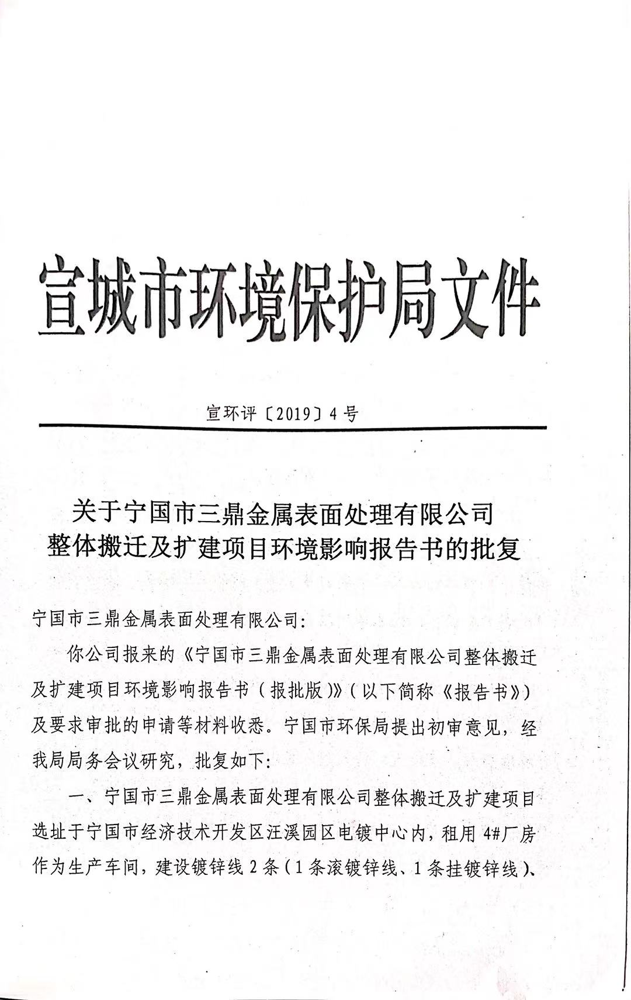 宣城市环境保护局文件
宣环评〔2019〕4号
关于宁国市三鼎金属表面处理有限公司
整体搬迁及扩建项目环境影响报告书的批复
宁国市三鼎金属表面处理有限公司：
你公司报来的《宁国市三鼎金属表面处理有限公司整体搬迁
及扩建项目环境影响报告书（报批版）》（以下简称《报告书》）
及要求审批的申请等材料收悉。宁国市环保局提出初审意见，经
我局局务会议研究，批复如下：
一、宁国市三鼎金属表面处理有限公司整体搬迁及扩建项目
选址于宁国市经济技术开发区汪溪园区电镀中心内，租用4#厂房
作为生产车间，建设镀锌线2条（1条滚镀锌线、1条挂镀锌线）、